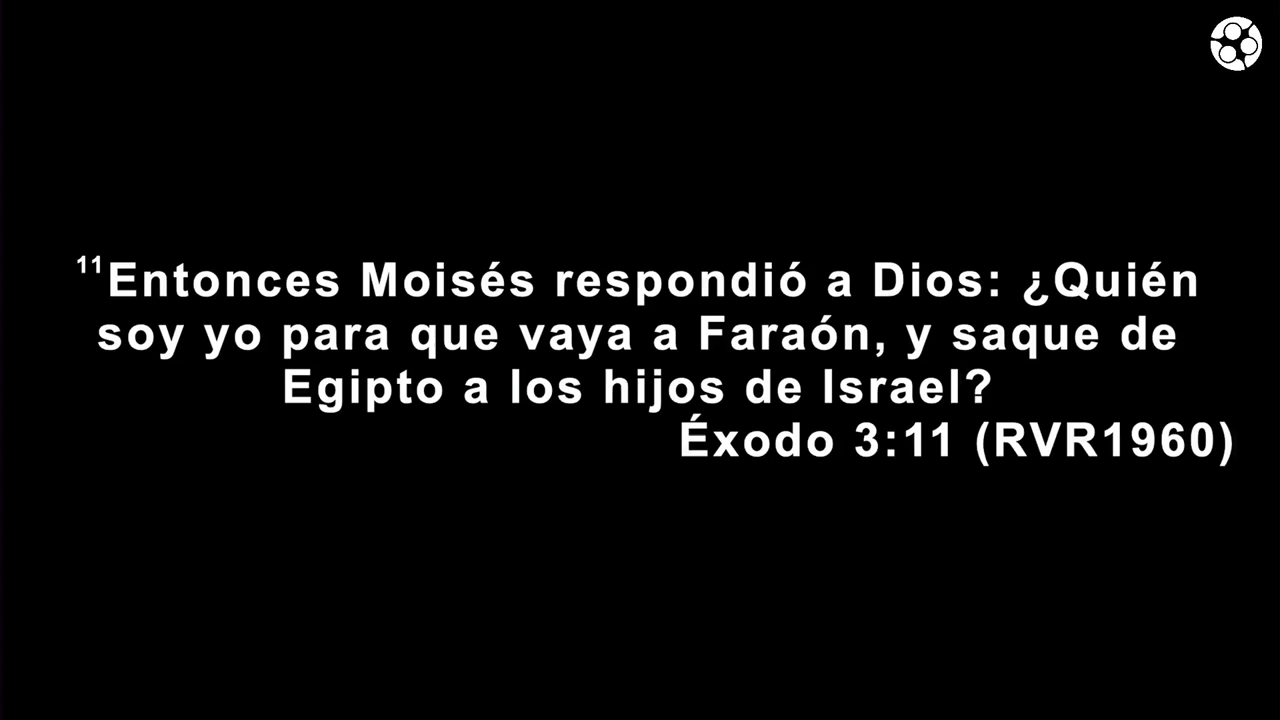 ¹¹Entonces Moisés respondió a Dios: ¿Quién
soy yo para que vaya a Faraón, y saque de
Egipto a los hijos de Israel?
Éxodo 3:11 (RVR1960)